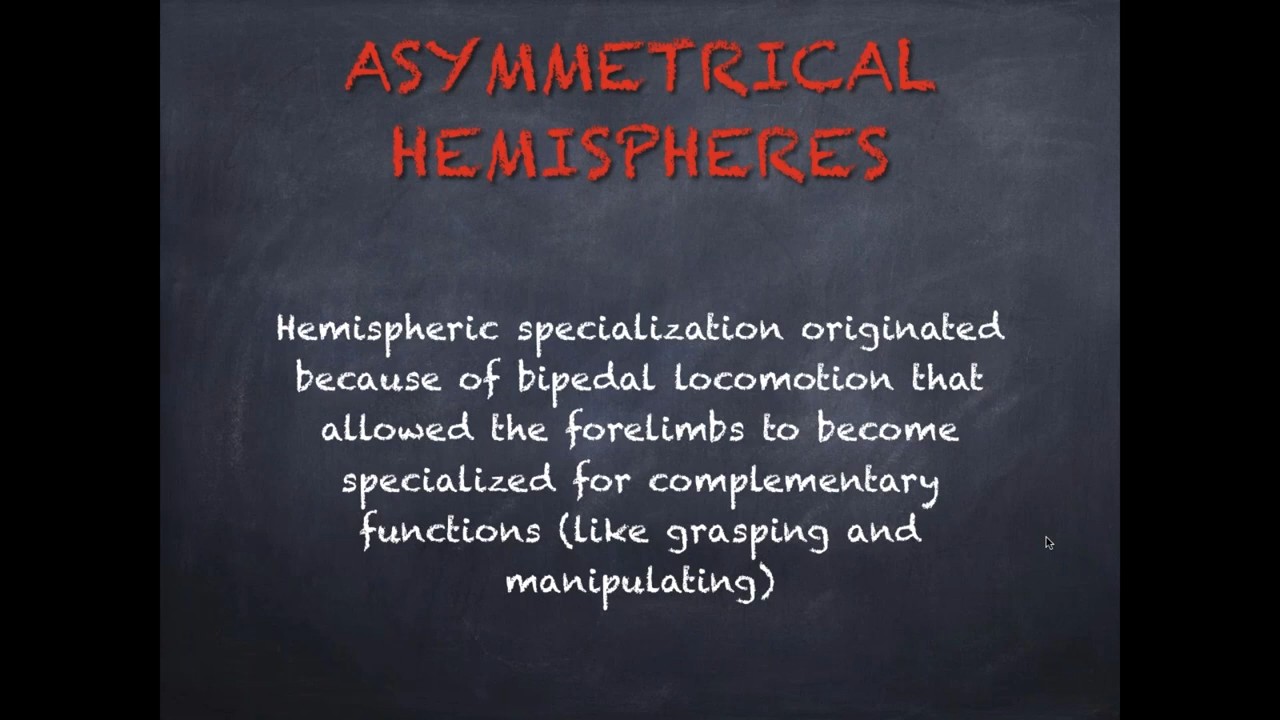 ASYMMETRICAL
HEMISPHERES
Hemispheric specialization originated
because of bipedal locomotion that
allowed the forelimbs to become
specialized for complementary
functions (like grasping and
manipulating)